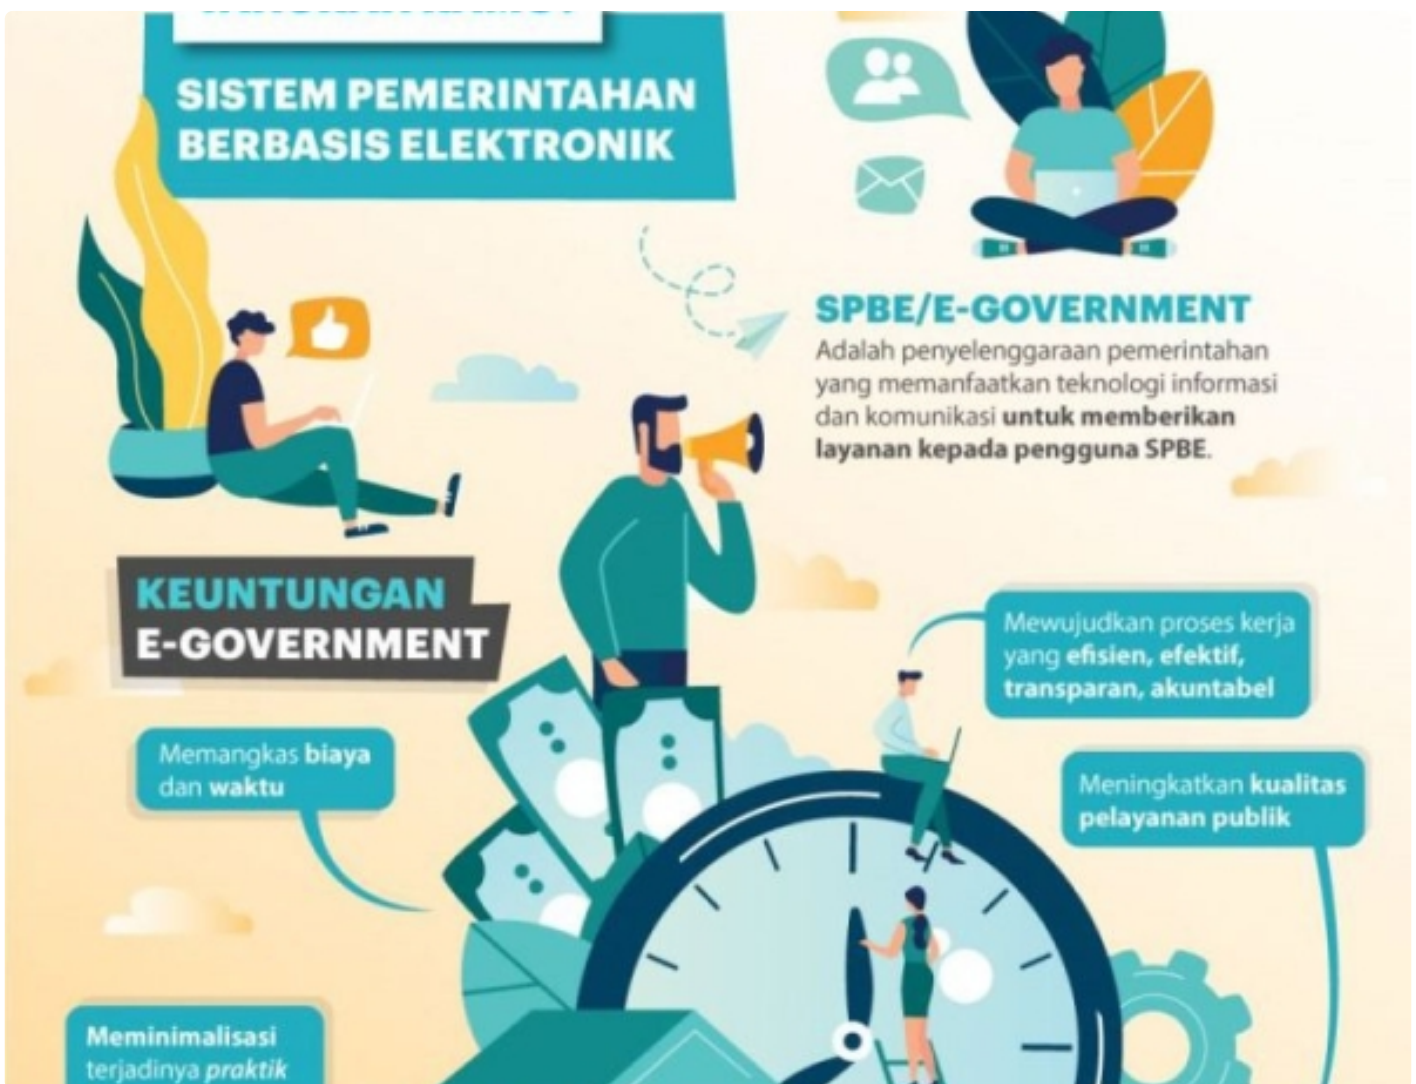 SISTEM PEMERINTAHAN
BERBASIS ELEKTRONIK
SPBE/E-GOVERNMENT
Adalah penyelenggaraan pemerintahan
yang memanfaatkan teknologi informasi
dan komunikasi untuk memberikan
layanan kepada pengguna SPBE.
KEUNTUNGAN
E-GOVERNMENT
Memangkas biaya
dan waktu
Mewujudkan proses kerja
yang efisien, efektif,
transparan, akuntabel
Meningkatkan kualitas
pelayanan publik
Meminimalisasi
terjadinya praktik